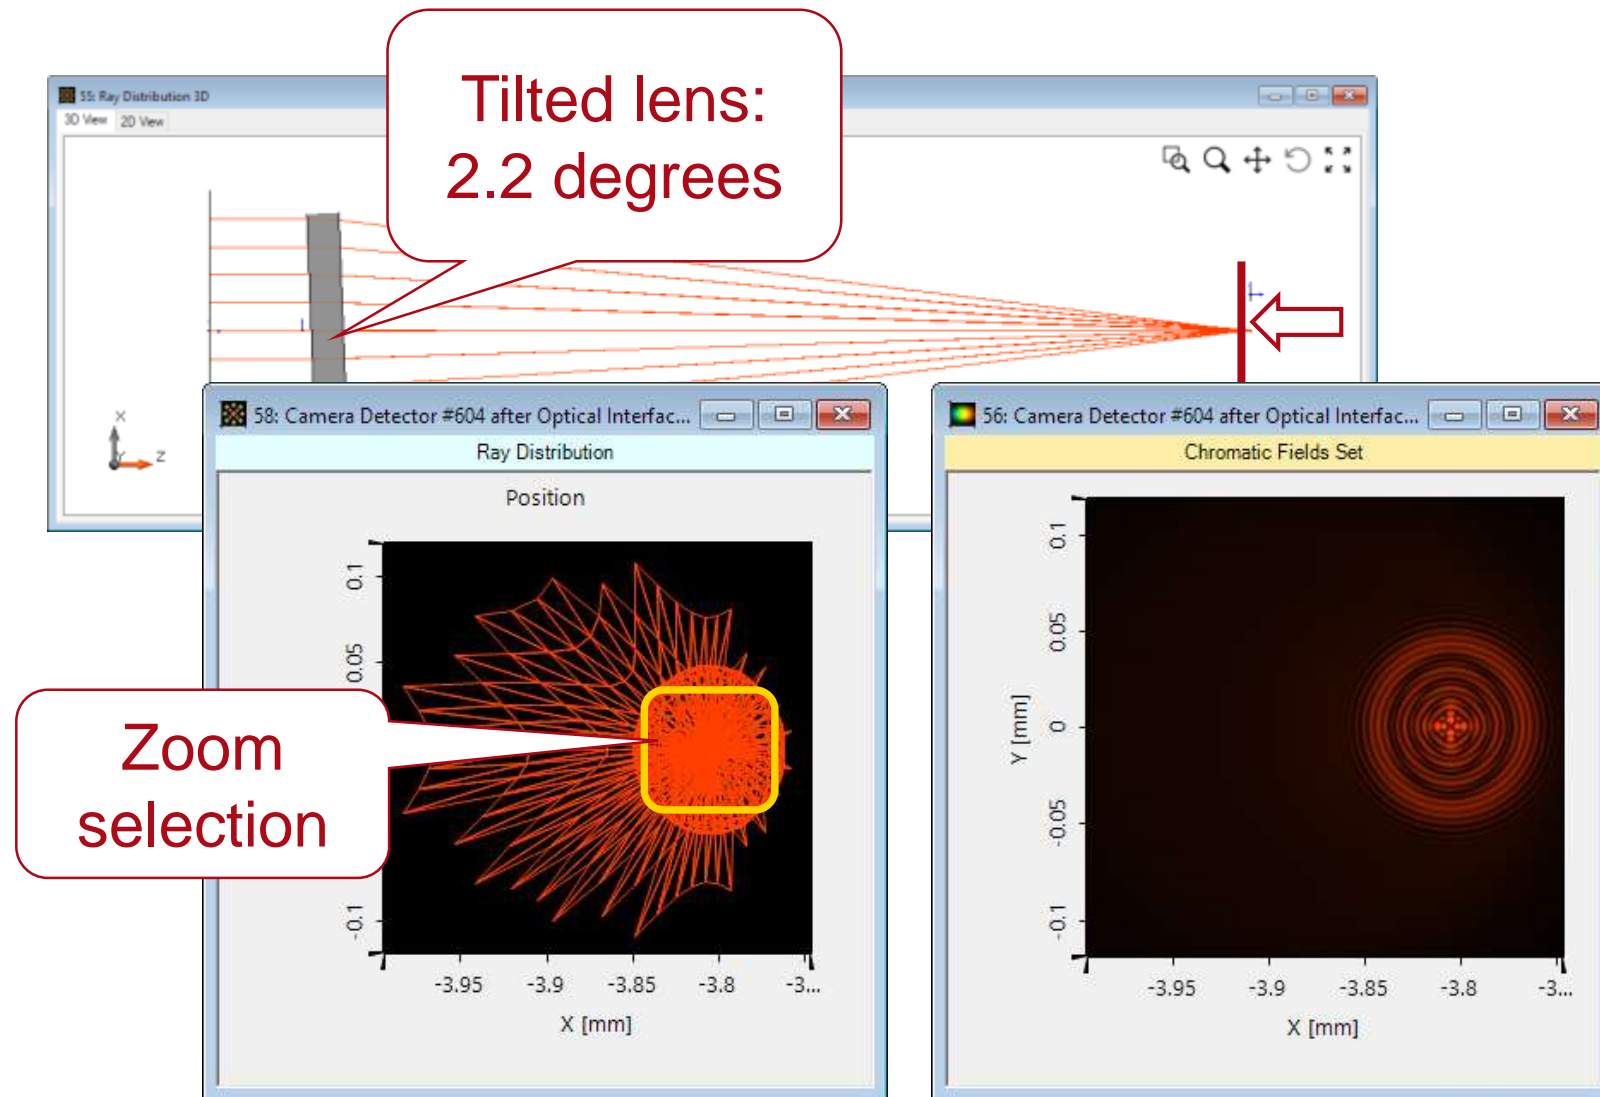 Tilted lens:
2.2 degrees
55: Ray Distribution 3D
3D View 2D View
X
Y
Z
58: Camera Detector #604 after Optical Interfac...
Ray Distribution
Position
0.1
0.05
-0.1
-3.95 -3.9 -3.85 -3.8 -3...
X [mm]
Zoom
selection
56: Camera Detector #604 after Optical Interfac...
Chromatic Fields Set
0.1
0.05
0
-0.05
-0.1
Y [mm]
-3.95 -3.9 -3.85 -3.8 -3...
X [mm]